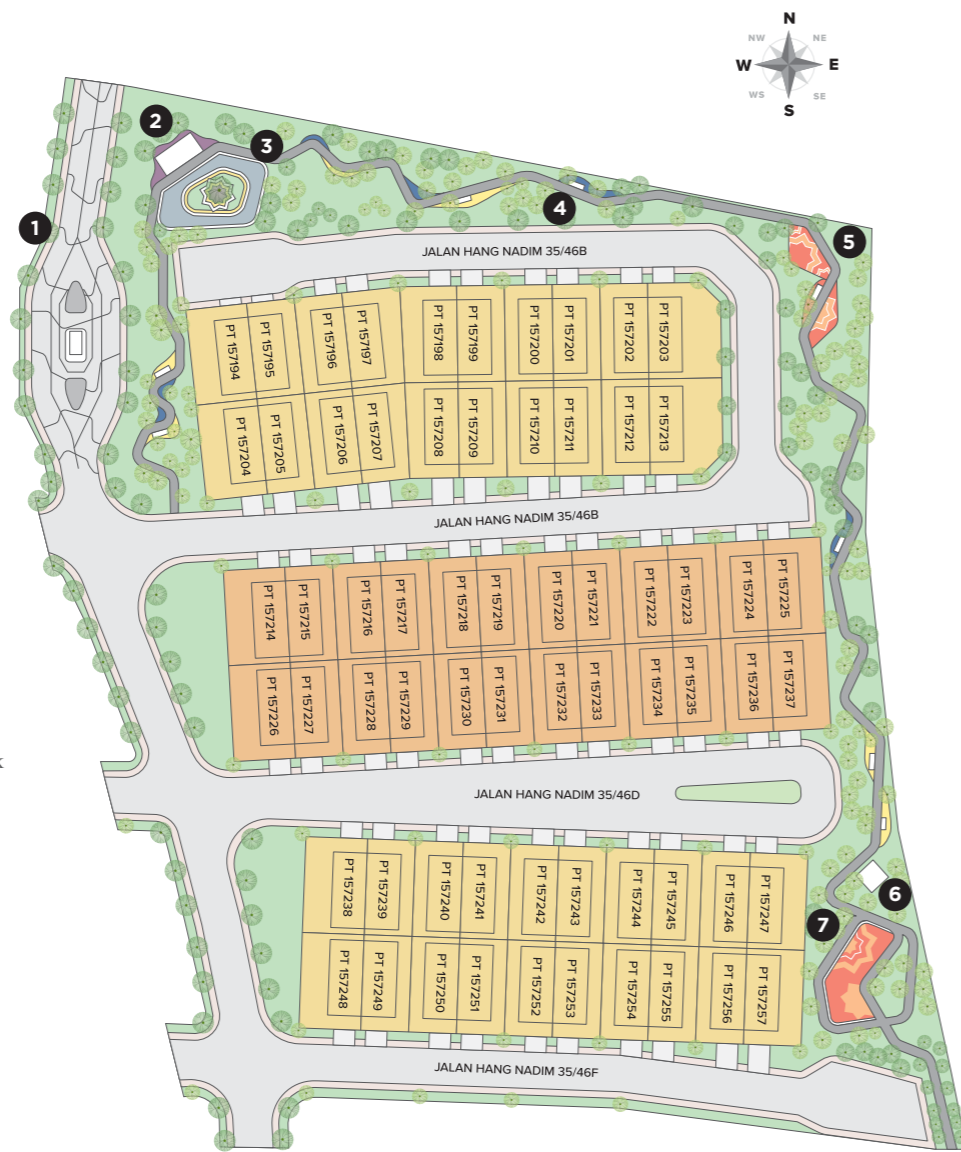 N
NW NE
W E
WS SE
S
2
3
1
4
5
JALAN HANG NADIM 35/46B
PT 157194
PT 157195
PT 157196
PT 157197
PT 157198
PT 157199
PT 157200
PT 157201
PT 157202
PT 157203
PT 157204
PT 157205
PT 157206
PT 157207
PT 157208
PT 157209
PT 157210
PT 157211
PT 157212
PT 157213
JALAN HANG NADIM 35/46B
PT 157214
PT 157215
PT 157216
PT 157217
PT 157218
PT 157219
PT 157220
PT 157221
PT 157222
PT 157223
PT 157224
PT 157225
PT 157226
PT 157227
PT 157228
PT 157229
PT 157230
PT 157231
PT 157232
PT 157233
PT 157234
PT 157235
PT 157236
PT 157237
JALAN HANG NADIM 35/46D
PT 157238
PT 157239
PT 157240
PT 157241
PT 157242
PT 157243
PT 157244
PT 157245
PT 157246
PT 157247
6
7
PT 157248
PT 157249
PT 157250
PT 157251
PT 157252
PT 157253
PT 157254
PT 157255
PT 157256
PT 157257
JALAN HANG NADIM 35/46F